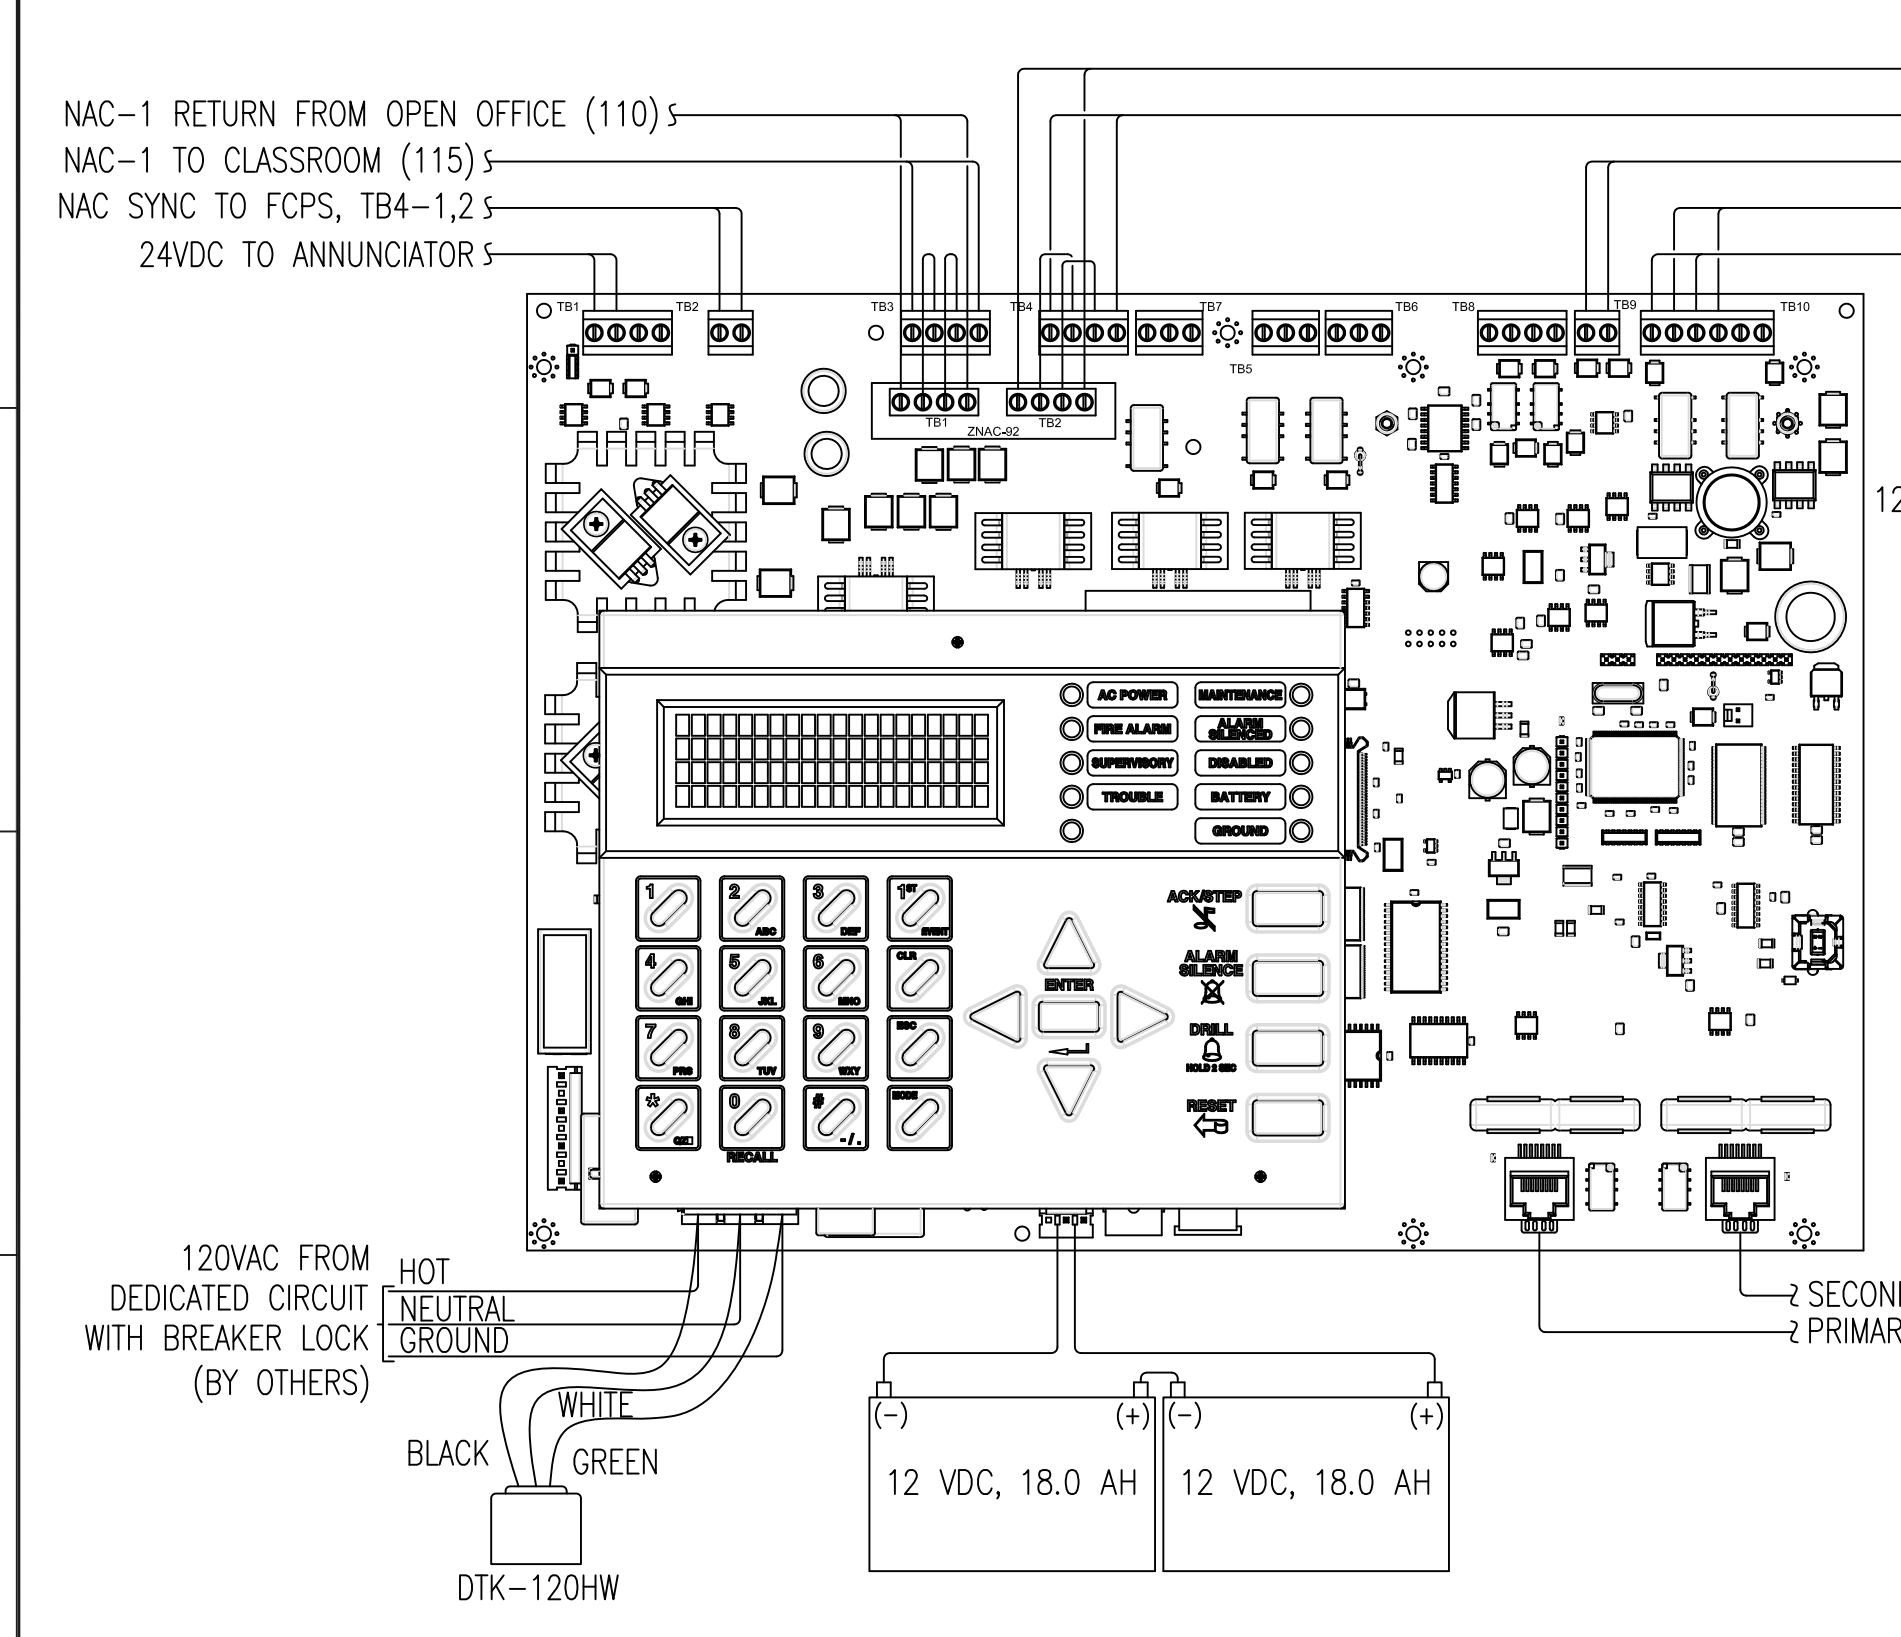 NAC-1 RETURN FROM OPEN OFFICE (110)
NAC-1 TO CLASSROOM (115)
NAC SYNC TO FCPS, TB4-1,2
24VDC TO ANNUNCIATOR
TB1
TB2
TB3
TB4
TB7
TB5
TB6
TB8
TB9
TB10
TB1
TB2
ZNAC-92
12
AC POWER
MAINTENANCE
FIRE ALARM
ALARM
SILENCED
SUPERVISORY
DISABLED
TROUBLE
BATTERY
GROUND
1
2
ABC
3
DEF
1ST
EVENT
4
GHI
5
JKL
6
MNO
CLR
7
PRS
8
TUV
9
WXY
ESC
*
QZ
0
#
-/.
MODE
RECALL
ENTER
ACK/STEP
ALARM
SILENCE
DRILL
HOLD 2 SEC
RESET
120VAC FROM
DEDICATED CIRCUIT
WITH BREAKER LOCK
(BY OTHERS)
HOT
NEUTRAL
GROUND
BLACK
WHITE
GREEN
DTK-120HW
(-)
(+)
(-)
(+)
12 VDC, 18.0 AH
12 VDC, 18.0 AH
SECON
PRIMAR